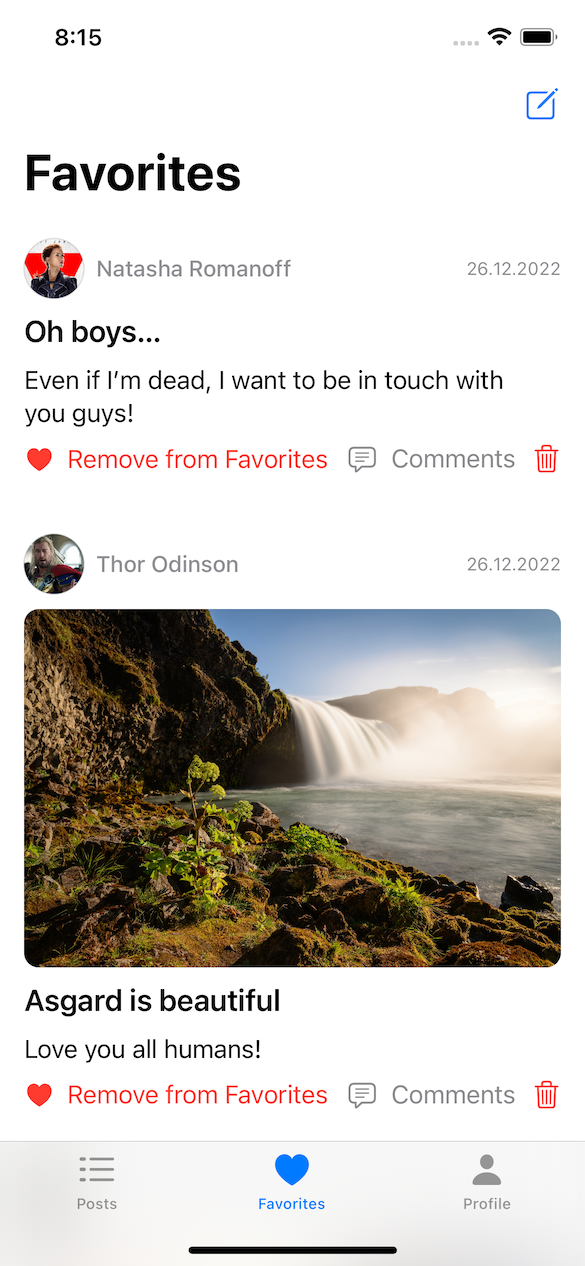 8:15
Favorites
Natasha Romanoff 26.12.2022
Oh boys...
Even if I'm dead, I want to be in touch with
you guys!
Remove from Favorites Comments
Thor Odinson 26.12.2022
Asgard is beautiful
Love you all humans!
Remove from Favorites Comments
Posts Favorites Profile